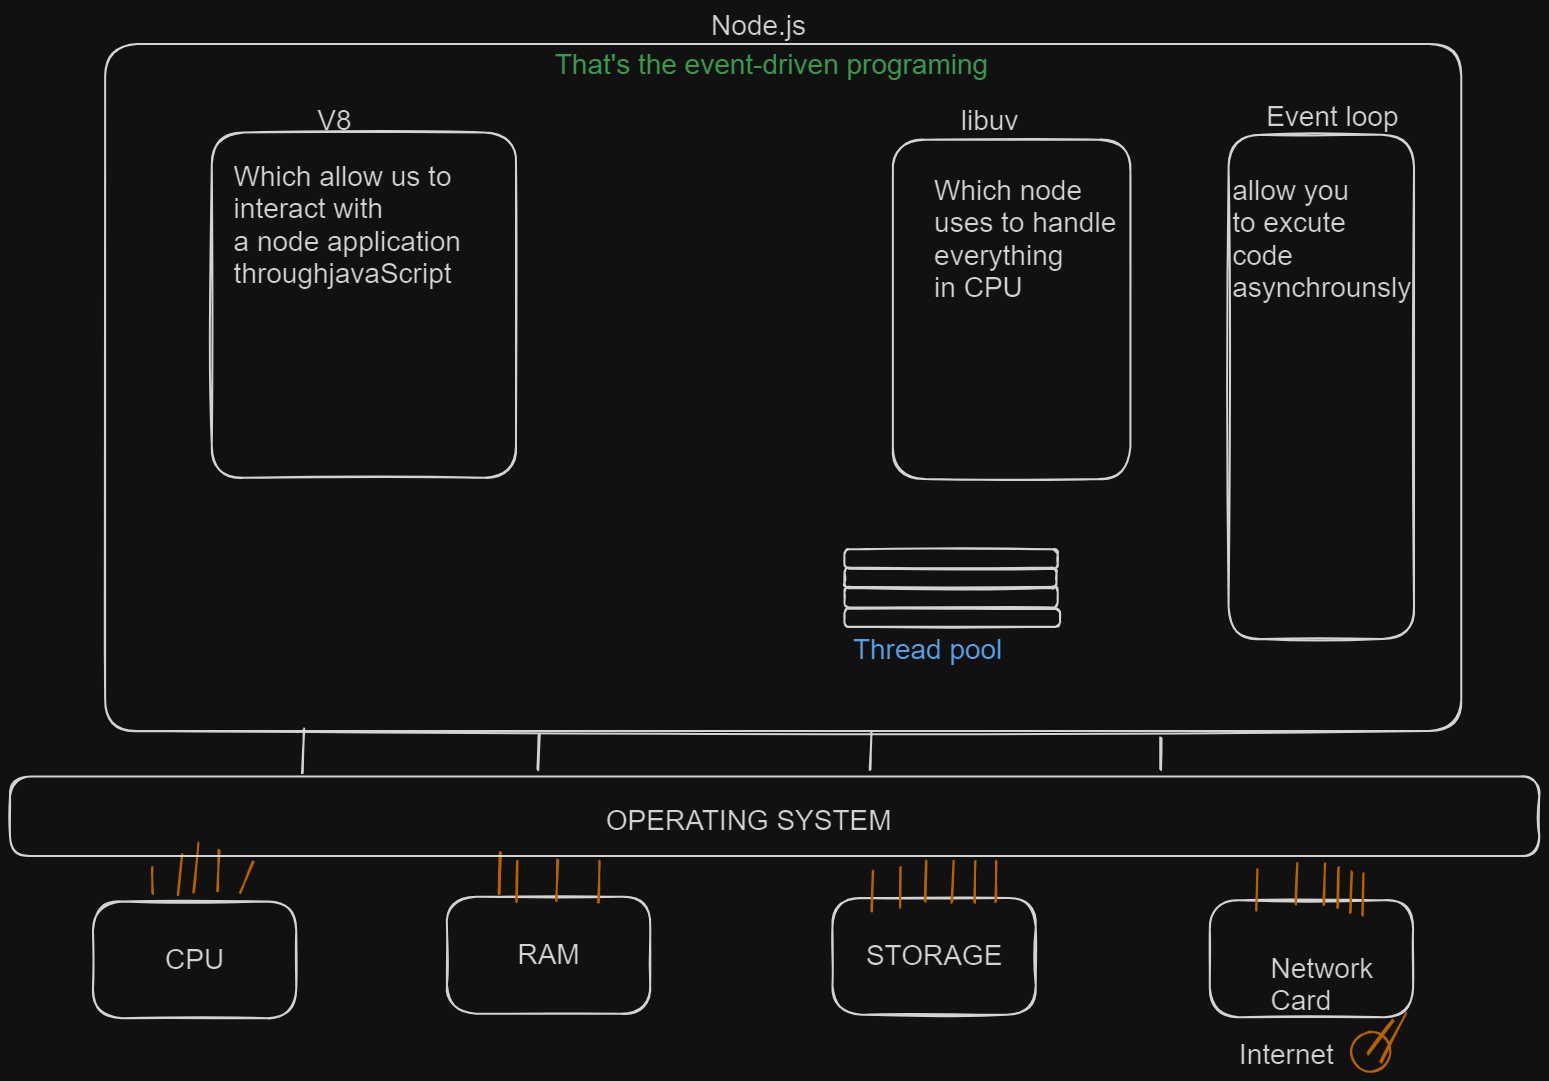 Node.js
That's the event-driven programing
V8
Which allow us to
interact with
a node application
throughjavaScript
libuv
Which node
uses to handle
everything
in CPU
Event loop
allow you
to excute
code
asynchrounsly
Thread pool
OPERATING SYSTEM
CPU
RAM
STORAGE
Network
Card
Internet